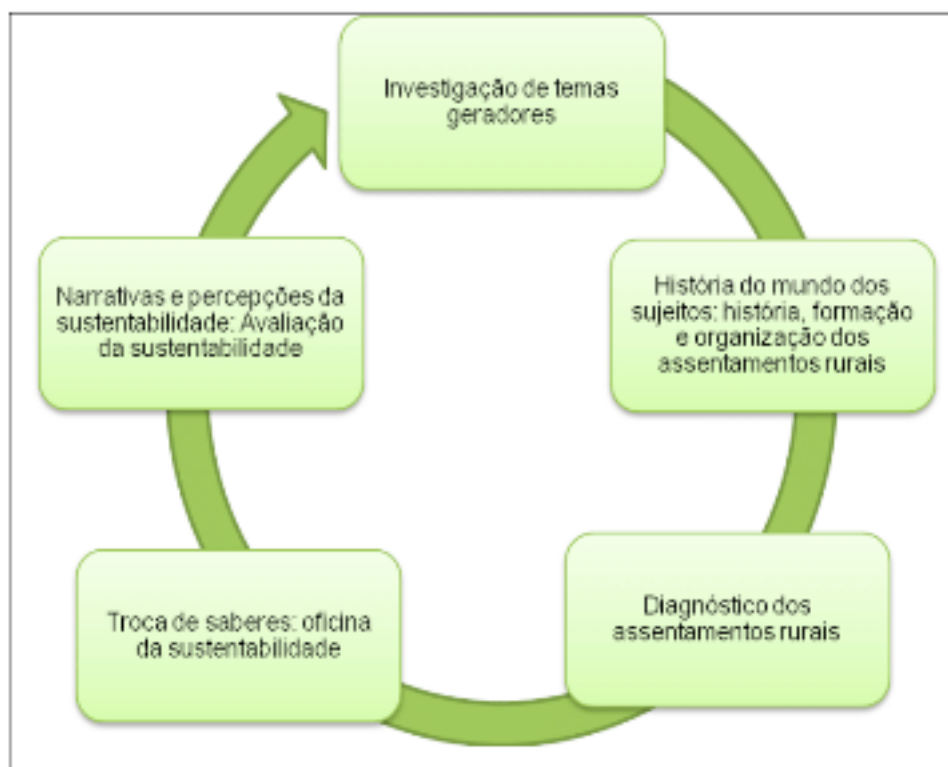 Investigação de temas
geradores
História do mundo dos
sujeitos: história, formação
e organização dos
assentamentos rurais
Diagnóstico dos
assentamentos rurais
Troca de saberes: oficina
da sustentabilidade
Narrativas e percepções da
sustentabilidade: Avaliação
da sustentabilidade